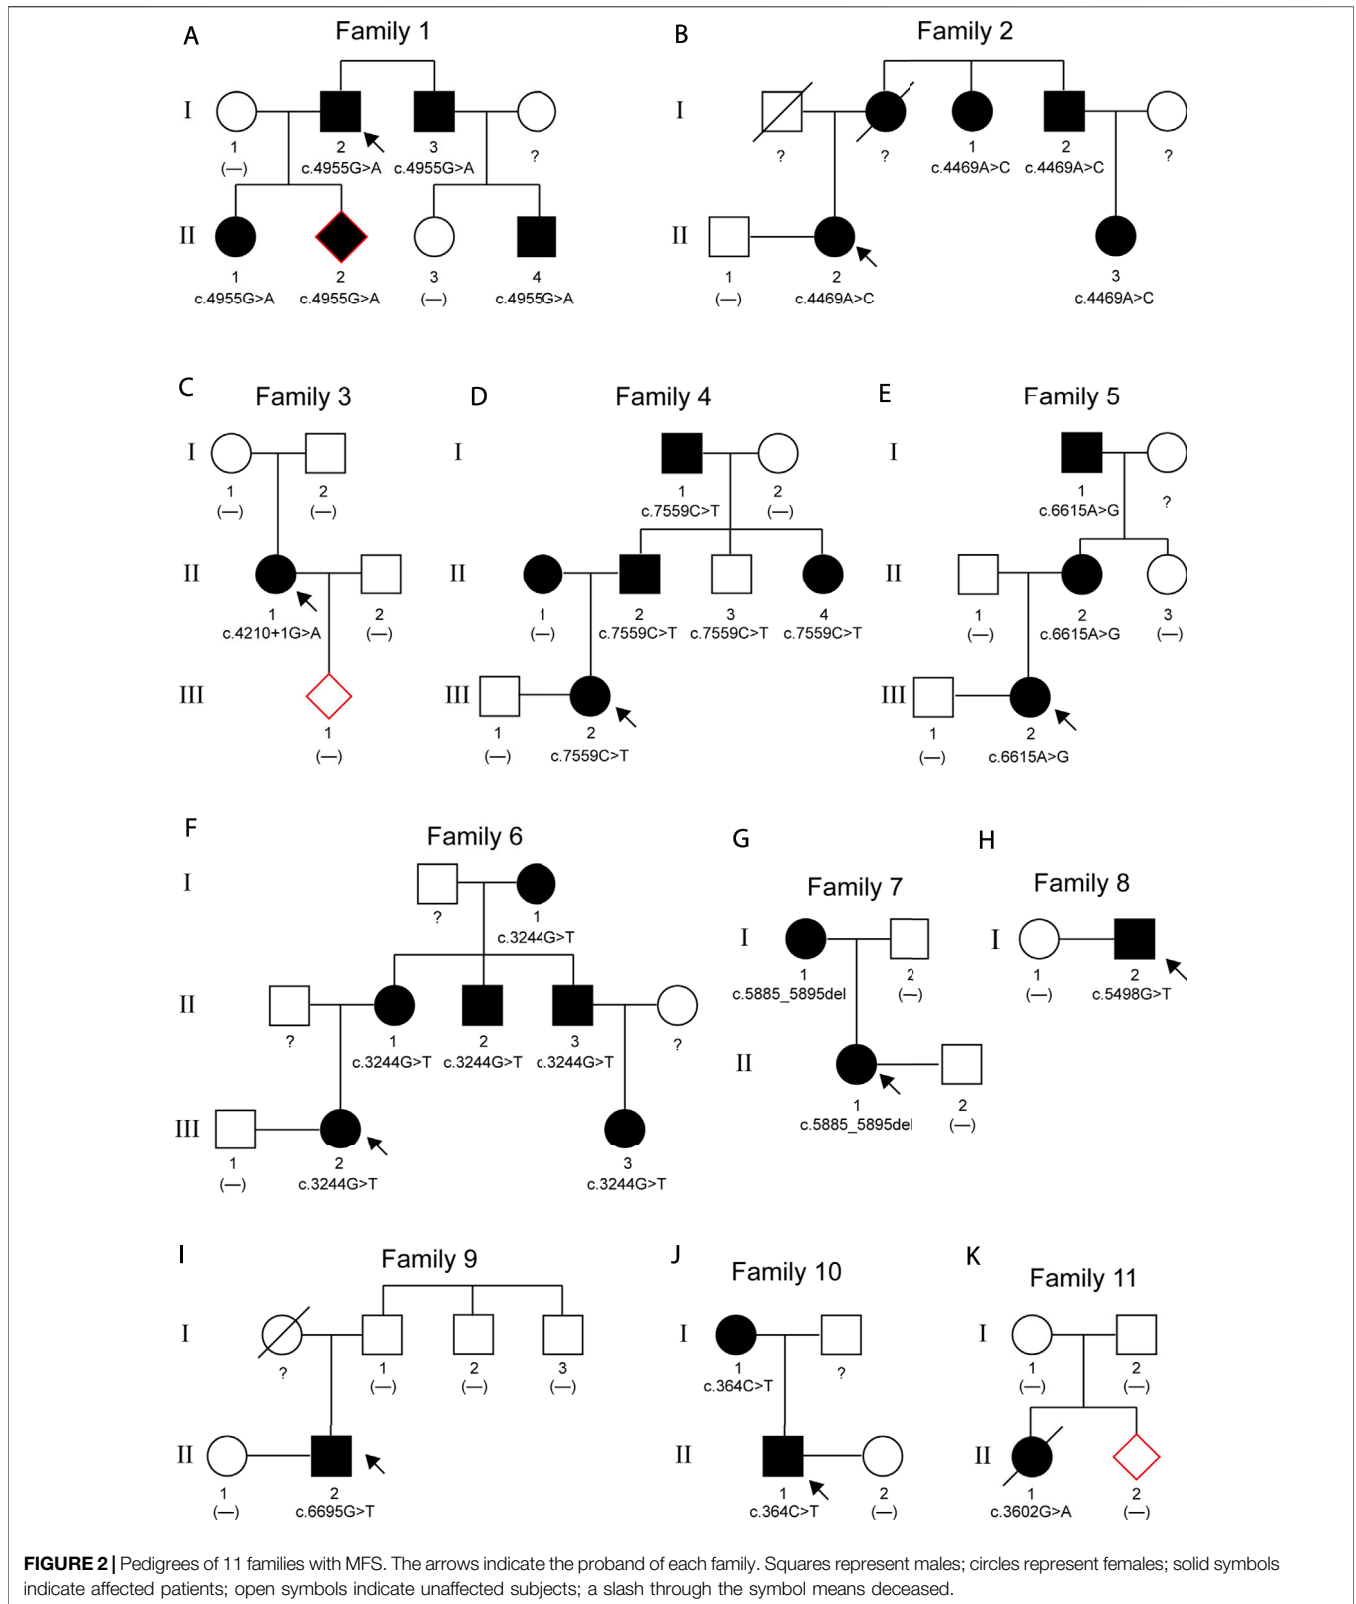 A Family 1
B Family 2
I
1 2 3 ?
(—) c.4955G>A c.4955G>A
I
? ? 1 2 ?
c.4469A>C c.4469A>C
II
1 2 3 4
c.4955G>A c.4955G>A (—) c.4955G>A
II
1 2 3
(—) c.4469A>C c.4469A>C
C Family 3
D Family 4
E Family 5
I
1 2
(—) (—)
I
1 2
c.7559C>T (—)
I
1 ?
c.6615A>G
II
1 2
c.4210+1G>A (—)
II
1 2 3 4
(—) c.7559C>T c.7559C>T c.7559C>T
II
1 2 3
(—) c.6615A>G (—)
III
1
(—)
III
1 2
(—) c.7559C>T
III
1 2
(—) c.6615A>G
F Family 6
G Family 7
H Family 8
I
? 1
c.3244G>T
I
1 2
c.5885_5895del (—)
I
1 2
(—) c.5498G>T
II
? 1 2 3 ?
c.3244G>T c.3244G>T c.3244G>T
II
1 2
c.5885_5895del (—)
III
1 2 3
(—) c.3244G>T c.3244G>T
I Family 9
J Family 10
K Family 11
I
? 1 2 3
(—) (—) (—)
I
1 ?
c.364C>T
I
1 2
(—) (—)
II
1 2
(—) c.6695G>T
II
1 2
c.364C>T (—)
II
1 2
c.3602G>A (—)
FIGURE 2 | Pedigrees of 11 families with MFS. The arrows indicate the proband of each family. Squares represent males; circles represent females; solid symbols
indicate affected patients; open symbols indicate unaffected subjects; a slash through the symbol means deceased.